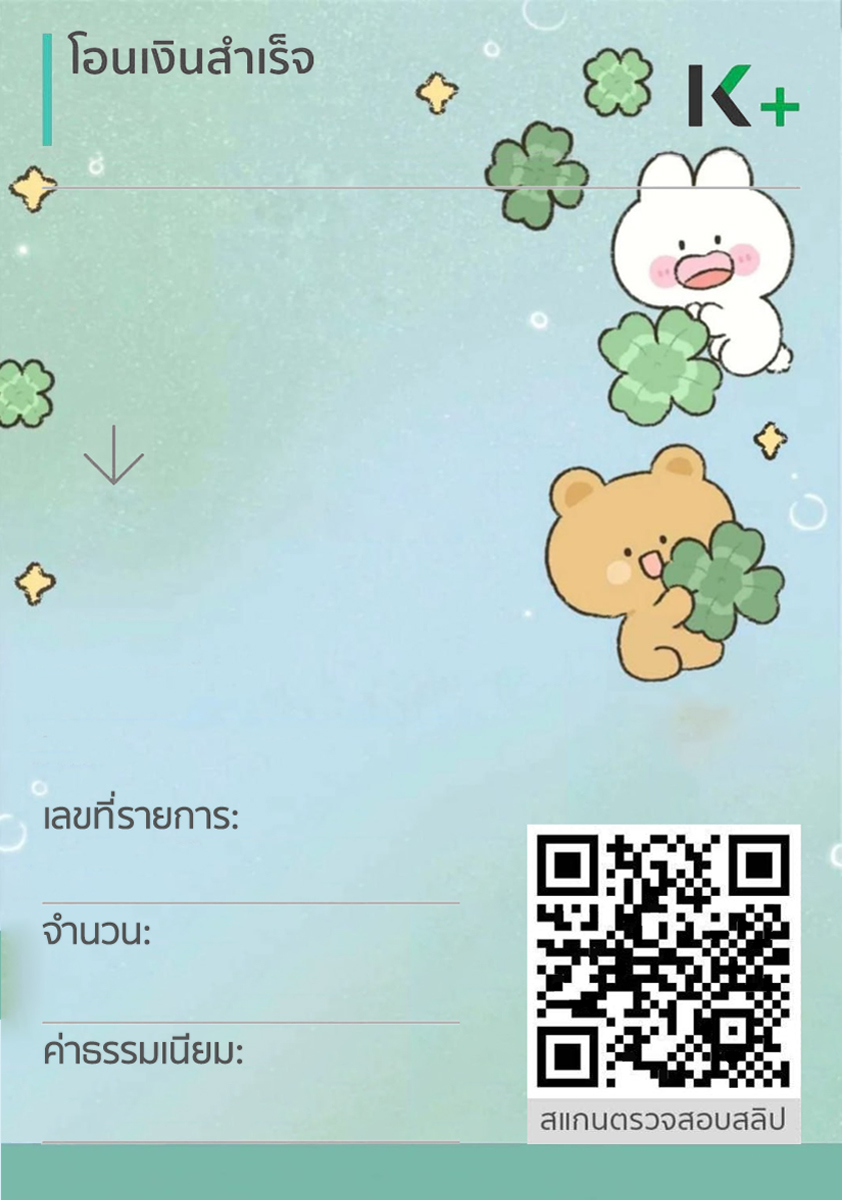 โอนเงินสำเร็จ
K+
เลขที่รายการ:
จำนวน:
ค่าธรรมเนียม:
สแกนตรวจสอบสลิป